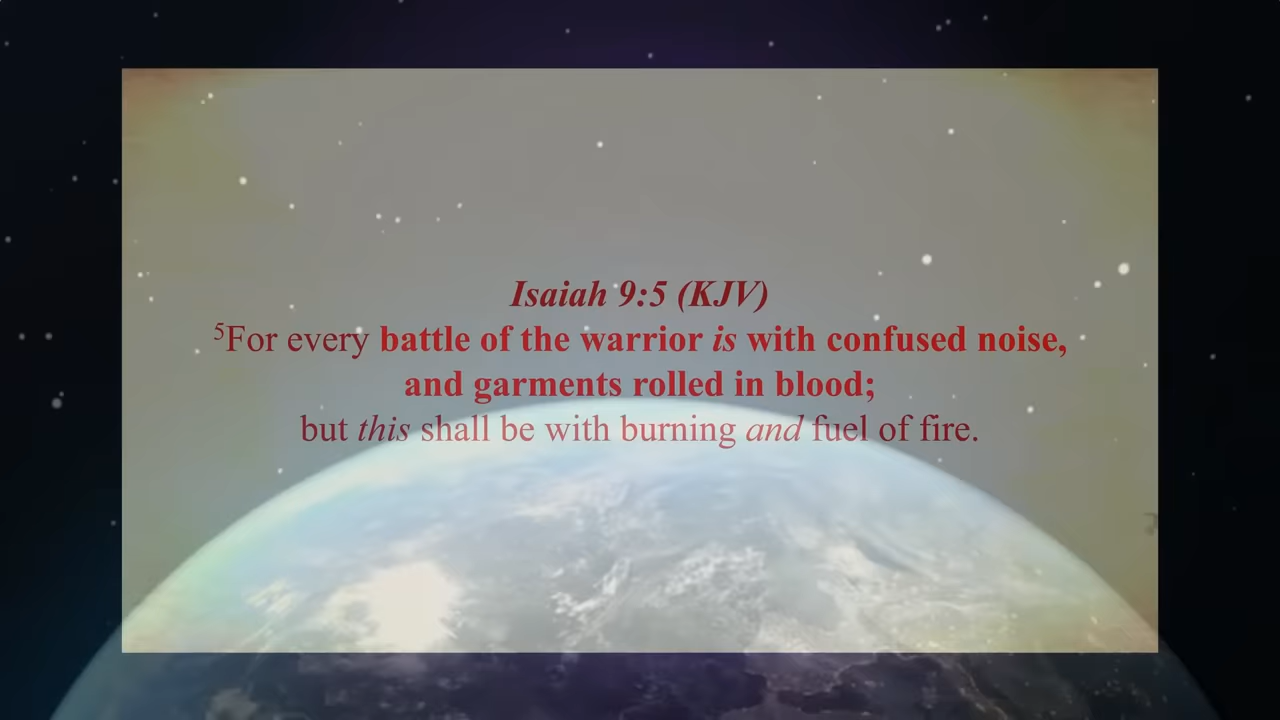 Isaiah 9:5 (KJV)
5For every battle of the warrior is with confused noise,
and garments rolled in blood;
but this shall be with burning and fuel of fire.